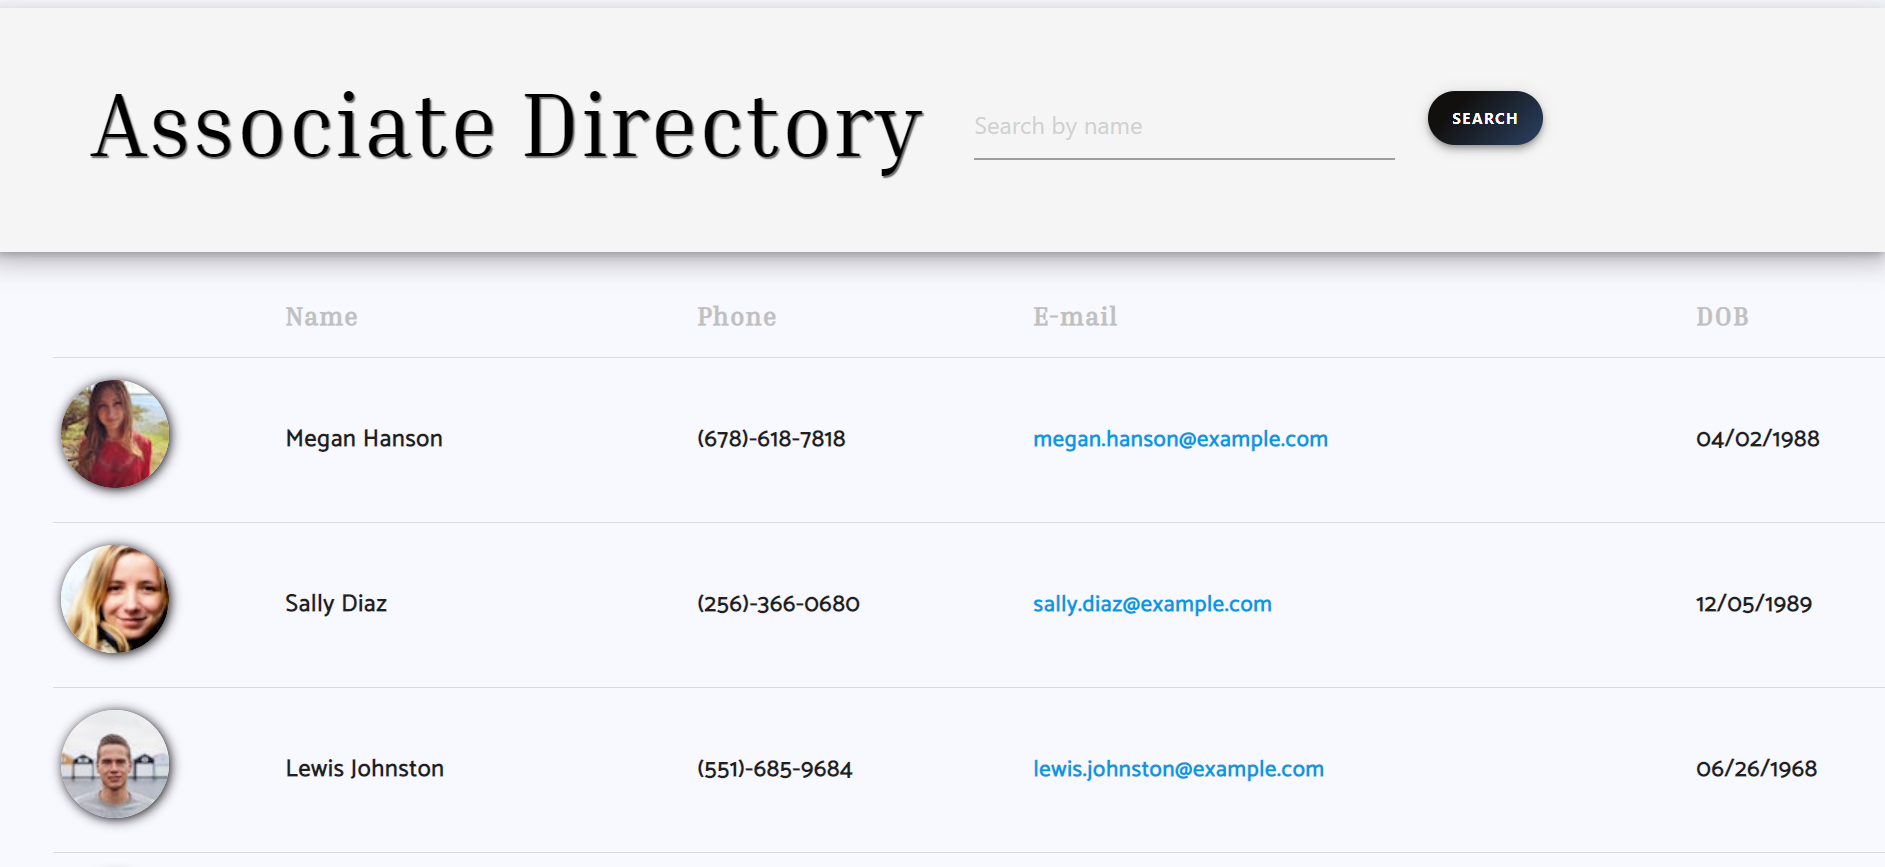 Associate Directory
Search by name
SEARCH
Name Phone E-mail DOB
Megan Hanson (678)-618-7818 megan.hanson@example.com 04/02/1988
Sally Diaz (256)-366-0680 sally.diaz@example.com 12/05/1989
Lewis Johnston (551)-685-9684 lewis.johnston@example.com 06/26/1968